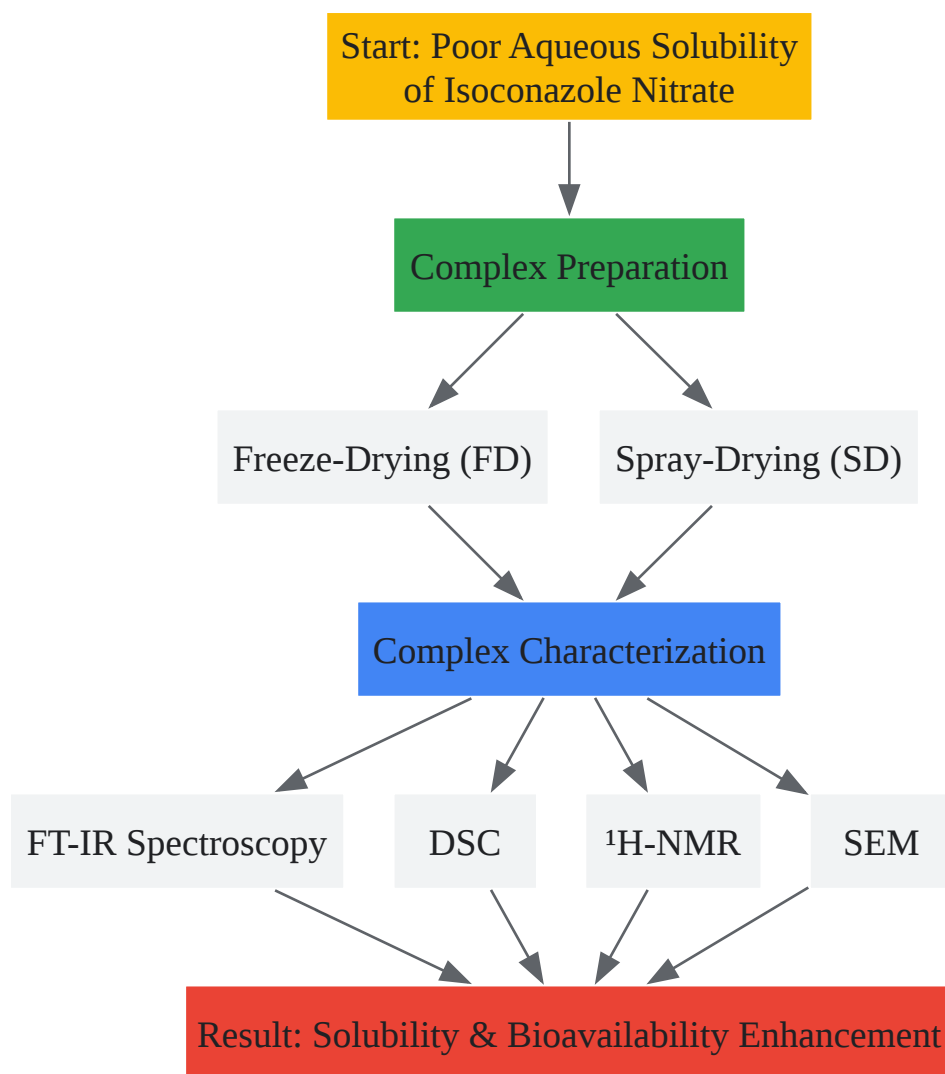 Start: Poor Aqueous Solubility
of Isoconazole Nitrate
Complex Preparation
Freeze-Drying (FD)
Spray-Drying (SD)
Complex Characterization
FT-IR Spectroscopy
DSC
¹H-NMR
SEM
Result: Solubility & Bioavailability Enhancement